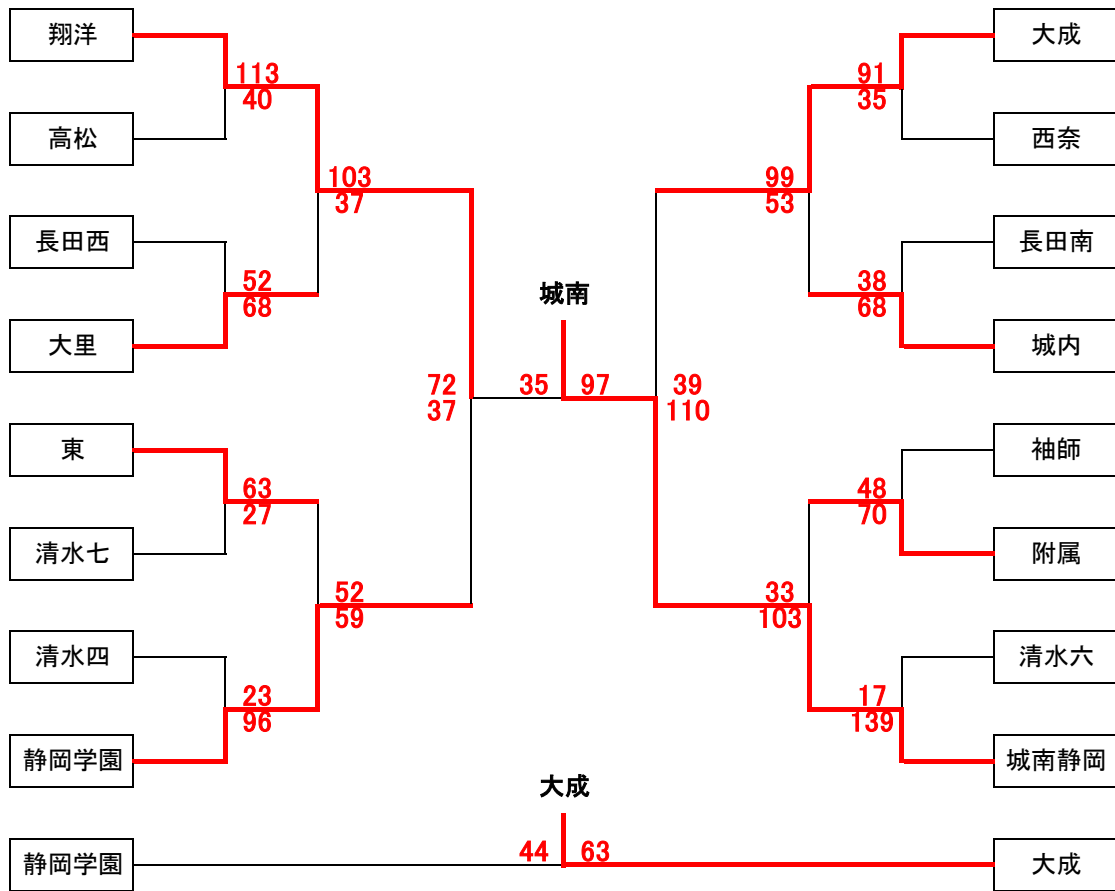 翔洋
大成
113
91
40
35
高松
西奈
103
99
37
53
長田西
長田南
52
38
68
68
城南
大里
城内
72
35
97
39
37
110
東
袖師
63
48
27
70
清水七
附属
52
33
59
103
清水四
清水六
23
17
96
139
静岡学園
城南静岡
大成
44
63
静岡学園
大成